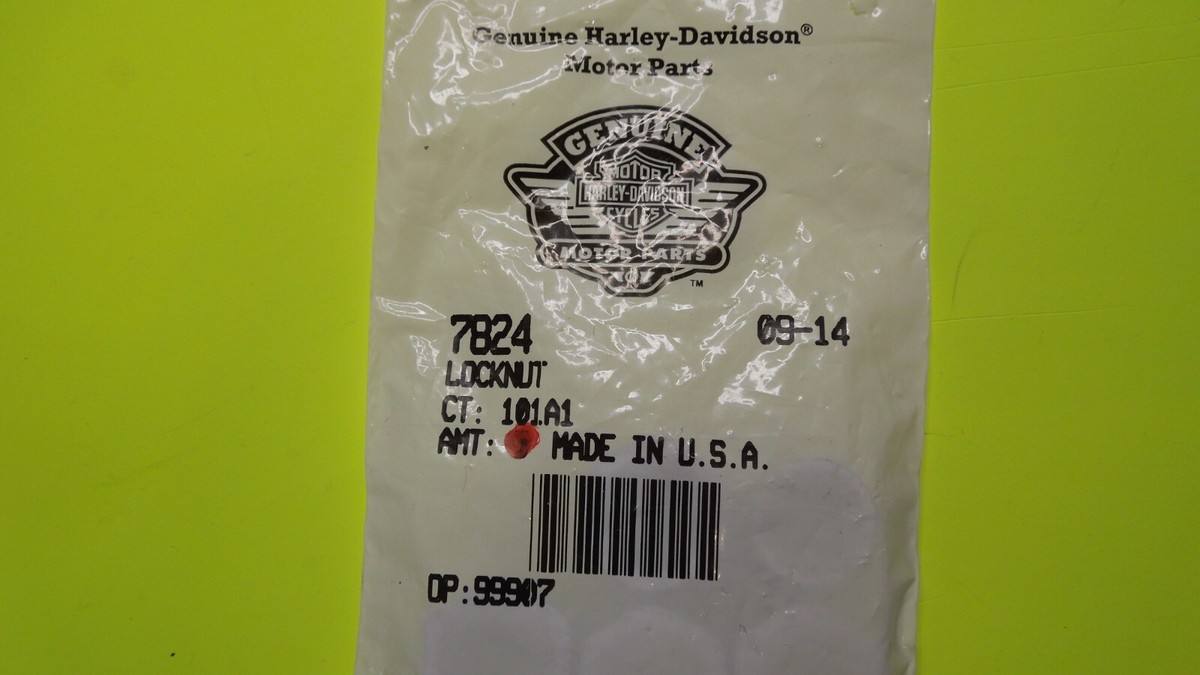 Genuine Harley-Davidson®
Motor Parts
GENUINE
MOTOR
HARLEY-DAVIDSON
CYCLES
MOTOR PARTS
TM
7824
09-14
LOCKNUT
CT: 101A1
AMT: MADE IN U.S.A.
OP:99907